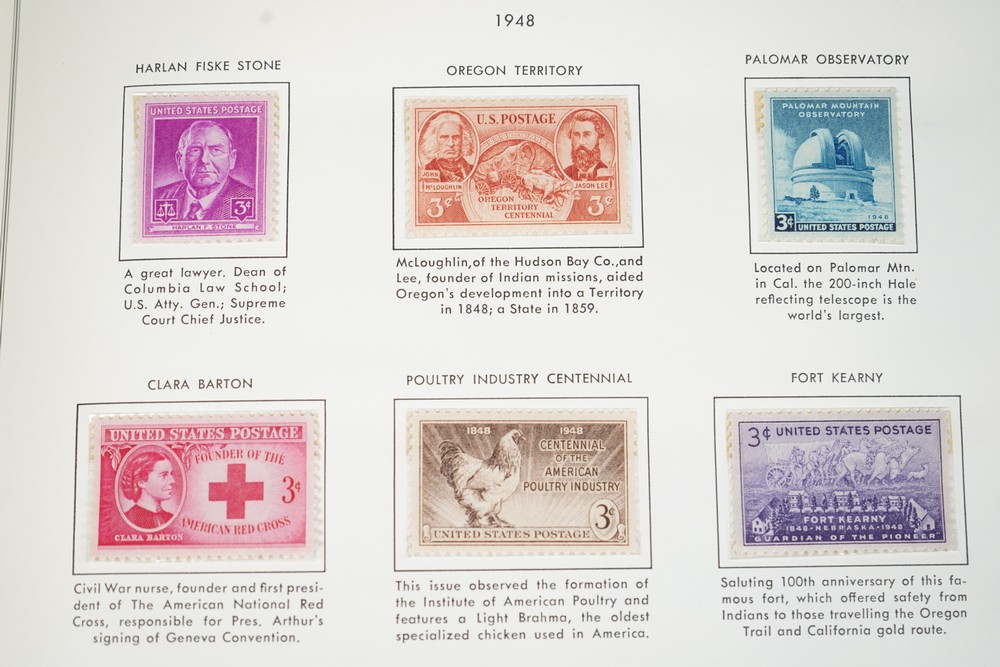 1948
HARLAN FISKE STONE
UNITED STATES POSTAGE
3¢
HARLAN F. STONE
A great lawyer. Dean of
Columbia Law School;
U.S. Atty. Gen.; Supreme
Court Chief Justice.
OREGON TERRITORY
U.S. POSTAGE
JOHN
McLOUGHLIN
JASON LEE
3¢
OREGON
TERRITORY
CENTENNIAL
3¢
McLoughlin, of the Hudson Bay Co., and
Lee, founder of Indian missions, aided
Oregon's development into a Territory
in 1848; a State in 1859.
PALOMAR OBSERVATORY
PALOMAR MOUNTAIN
OBSERVATORY
1948
3¢ UNITED STATES POSTAGE
Located on Palomar Mtn.
in Cal. the 200-inch Hale
reflecting telescope is the
world's largest.
CLARA BARTON
UNITED STATES POSTAGE
FOUNDER OF THE
3¢
AMERICAN RED CROSS
CLARA BARTON
Civil War nurse, founder and first presi-
dent of The American National Red
Cross, responsible for Pres. Arthur's
signing of Geneva Convention.
POULTRY INDUSTRY CENTENNIAL
1848 1948
CENTENNIAL
OF THE
AMERICAN
POULTRY INDUSTRY
3¢
UNITED STATES POSTAGE
This issue observed the formation of
the Institute of American Poultry and
features a Light Brahma, the oldest
specialized chicken used in America.
FORT KEARNY
3¢ UNITED STATES POSTAGE
FORT KEARNY
1848-NEBRASKA-1948
GUARDIAN OF THE PIONEER
Saluting 100th anniversary of this fa-
mous fort, which offered safety from
Indians to those travelling the Oregon
Trail and California gold route.